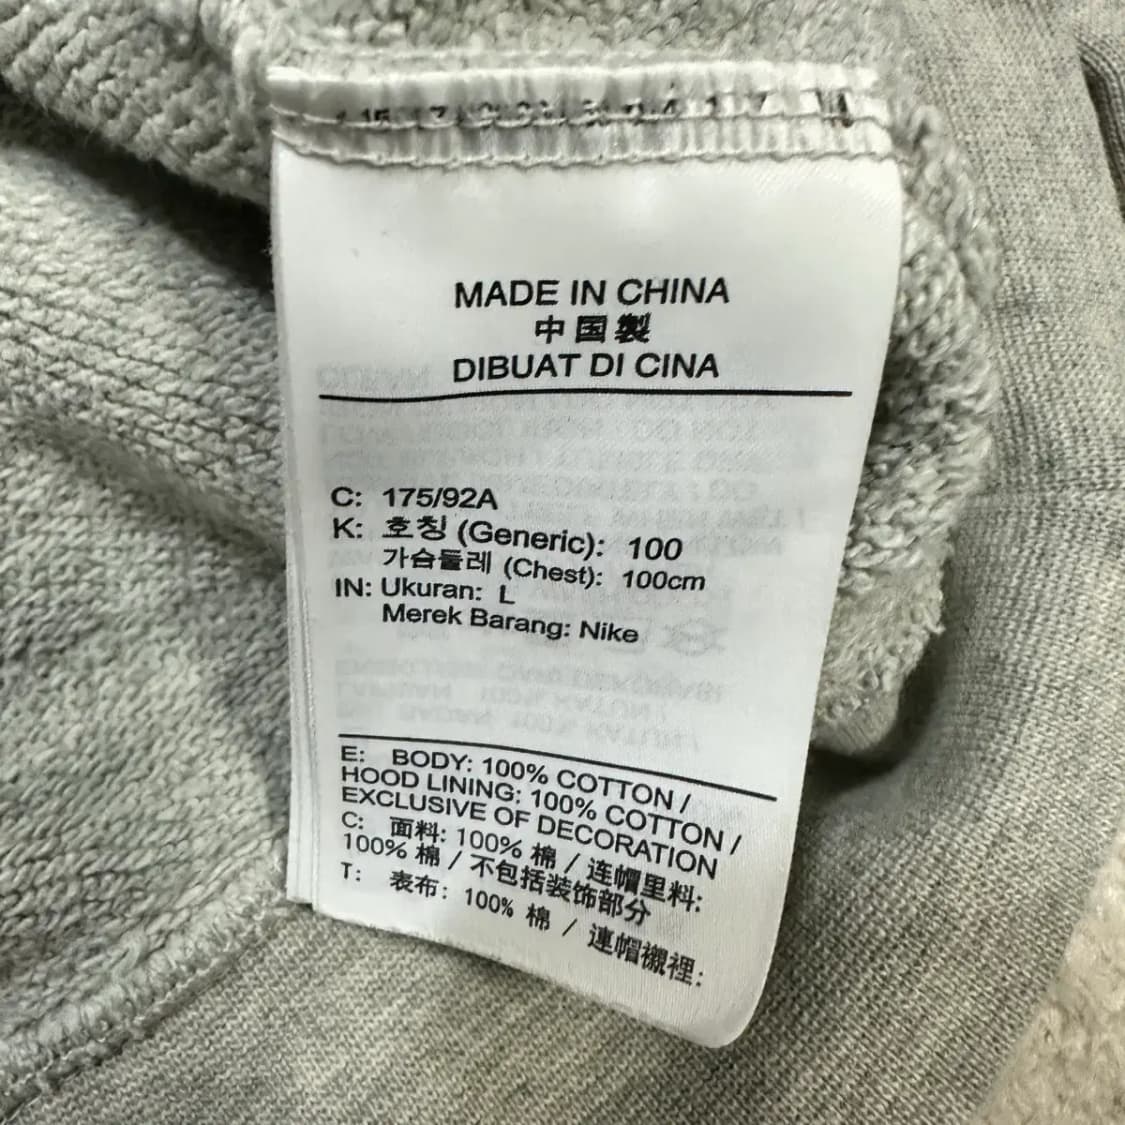 MADE IN CHINA
中国製
DIBUAT DI CINA
C: 175/92A
K: 호칭 (Generic): 100
가슴둘레 (Chest): 100cm
IN: Ukuran: L
Merek Barang: Nike
E: BODY: 100% COTTON /
HOOD LINING: 100% COTTON /
EXCLUSIVE OF DECORATION
C: 面料: 100% 棉 / 连帽里料:
100% 棉 / 不包括装饰部分
T: 表布: 100% 棉 / 連帽襯裡: